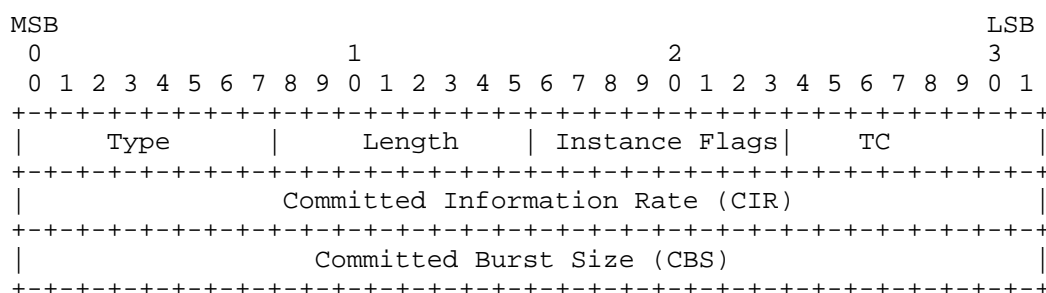 MSB                                                          LSB
 0                   1                   2                   3
 0 1 2 3 4 5 6 7 8 9 0 1 2 3 4 5 6 7 8 9 0 1 2 3 4 5 6 7 8 9 0 1
+-+-+-+-+-+-+-+-+-+-+-+-+-+-+-+-+-+-+-+-+-+-+-+-+-+-+-+-+-+-+-+-+
|     Type      |     Length    | Instance Flags|    TC         |
+-+-+-+-+-+-+-+-+-+-+-+-+-+-+-+-+-+-+-+-+-+-+-+-+-+-+-+-+-+-+-+-+
|                Committed Information Rate (CIR)               |
+-+-+-+-+-+-+-+-+-+-+-+-+-+-+-+-+-+-+-+-+-+-+-+-+-+-+-+-+-+-+-+-+
|                  Committed Burst Size (CBS)                   |
+-+-+-+-+-+-+-+-+-+-+-+-+-+-+-+-+-+-+-+-+-+-+-+-+-+-+-+-+-+-+-+-+